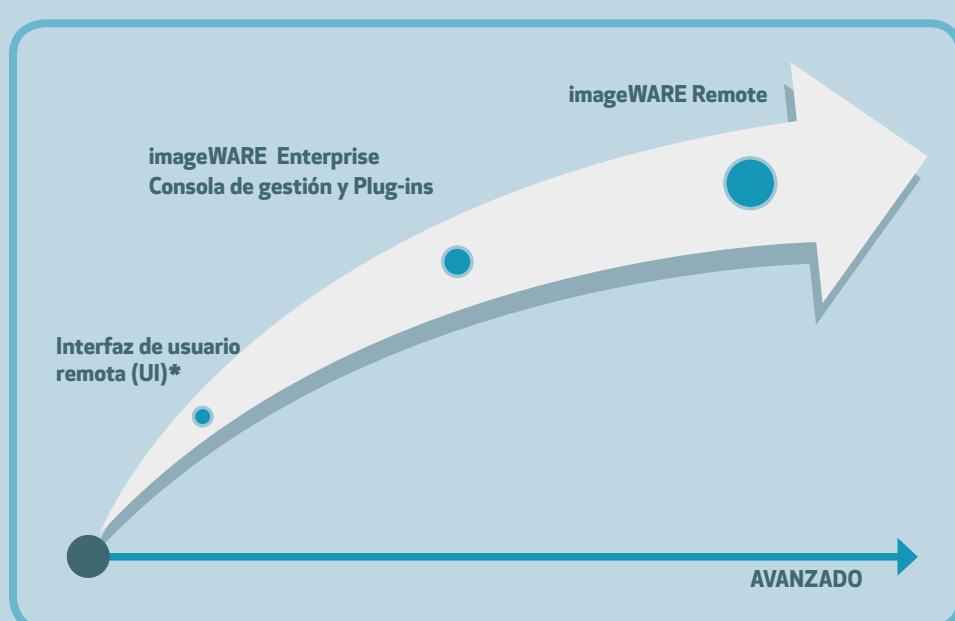 imageWARE Remote
imageWARE Enterprise
Consola de gestión y Plug-ins
Interfaz de usuario
remota (UI)*
AVANZADO